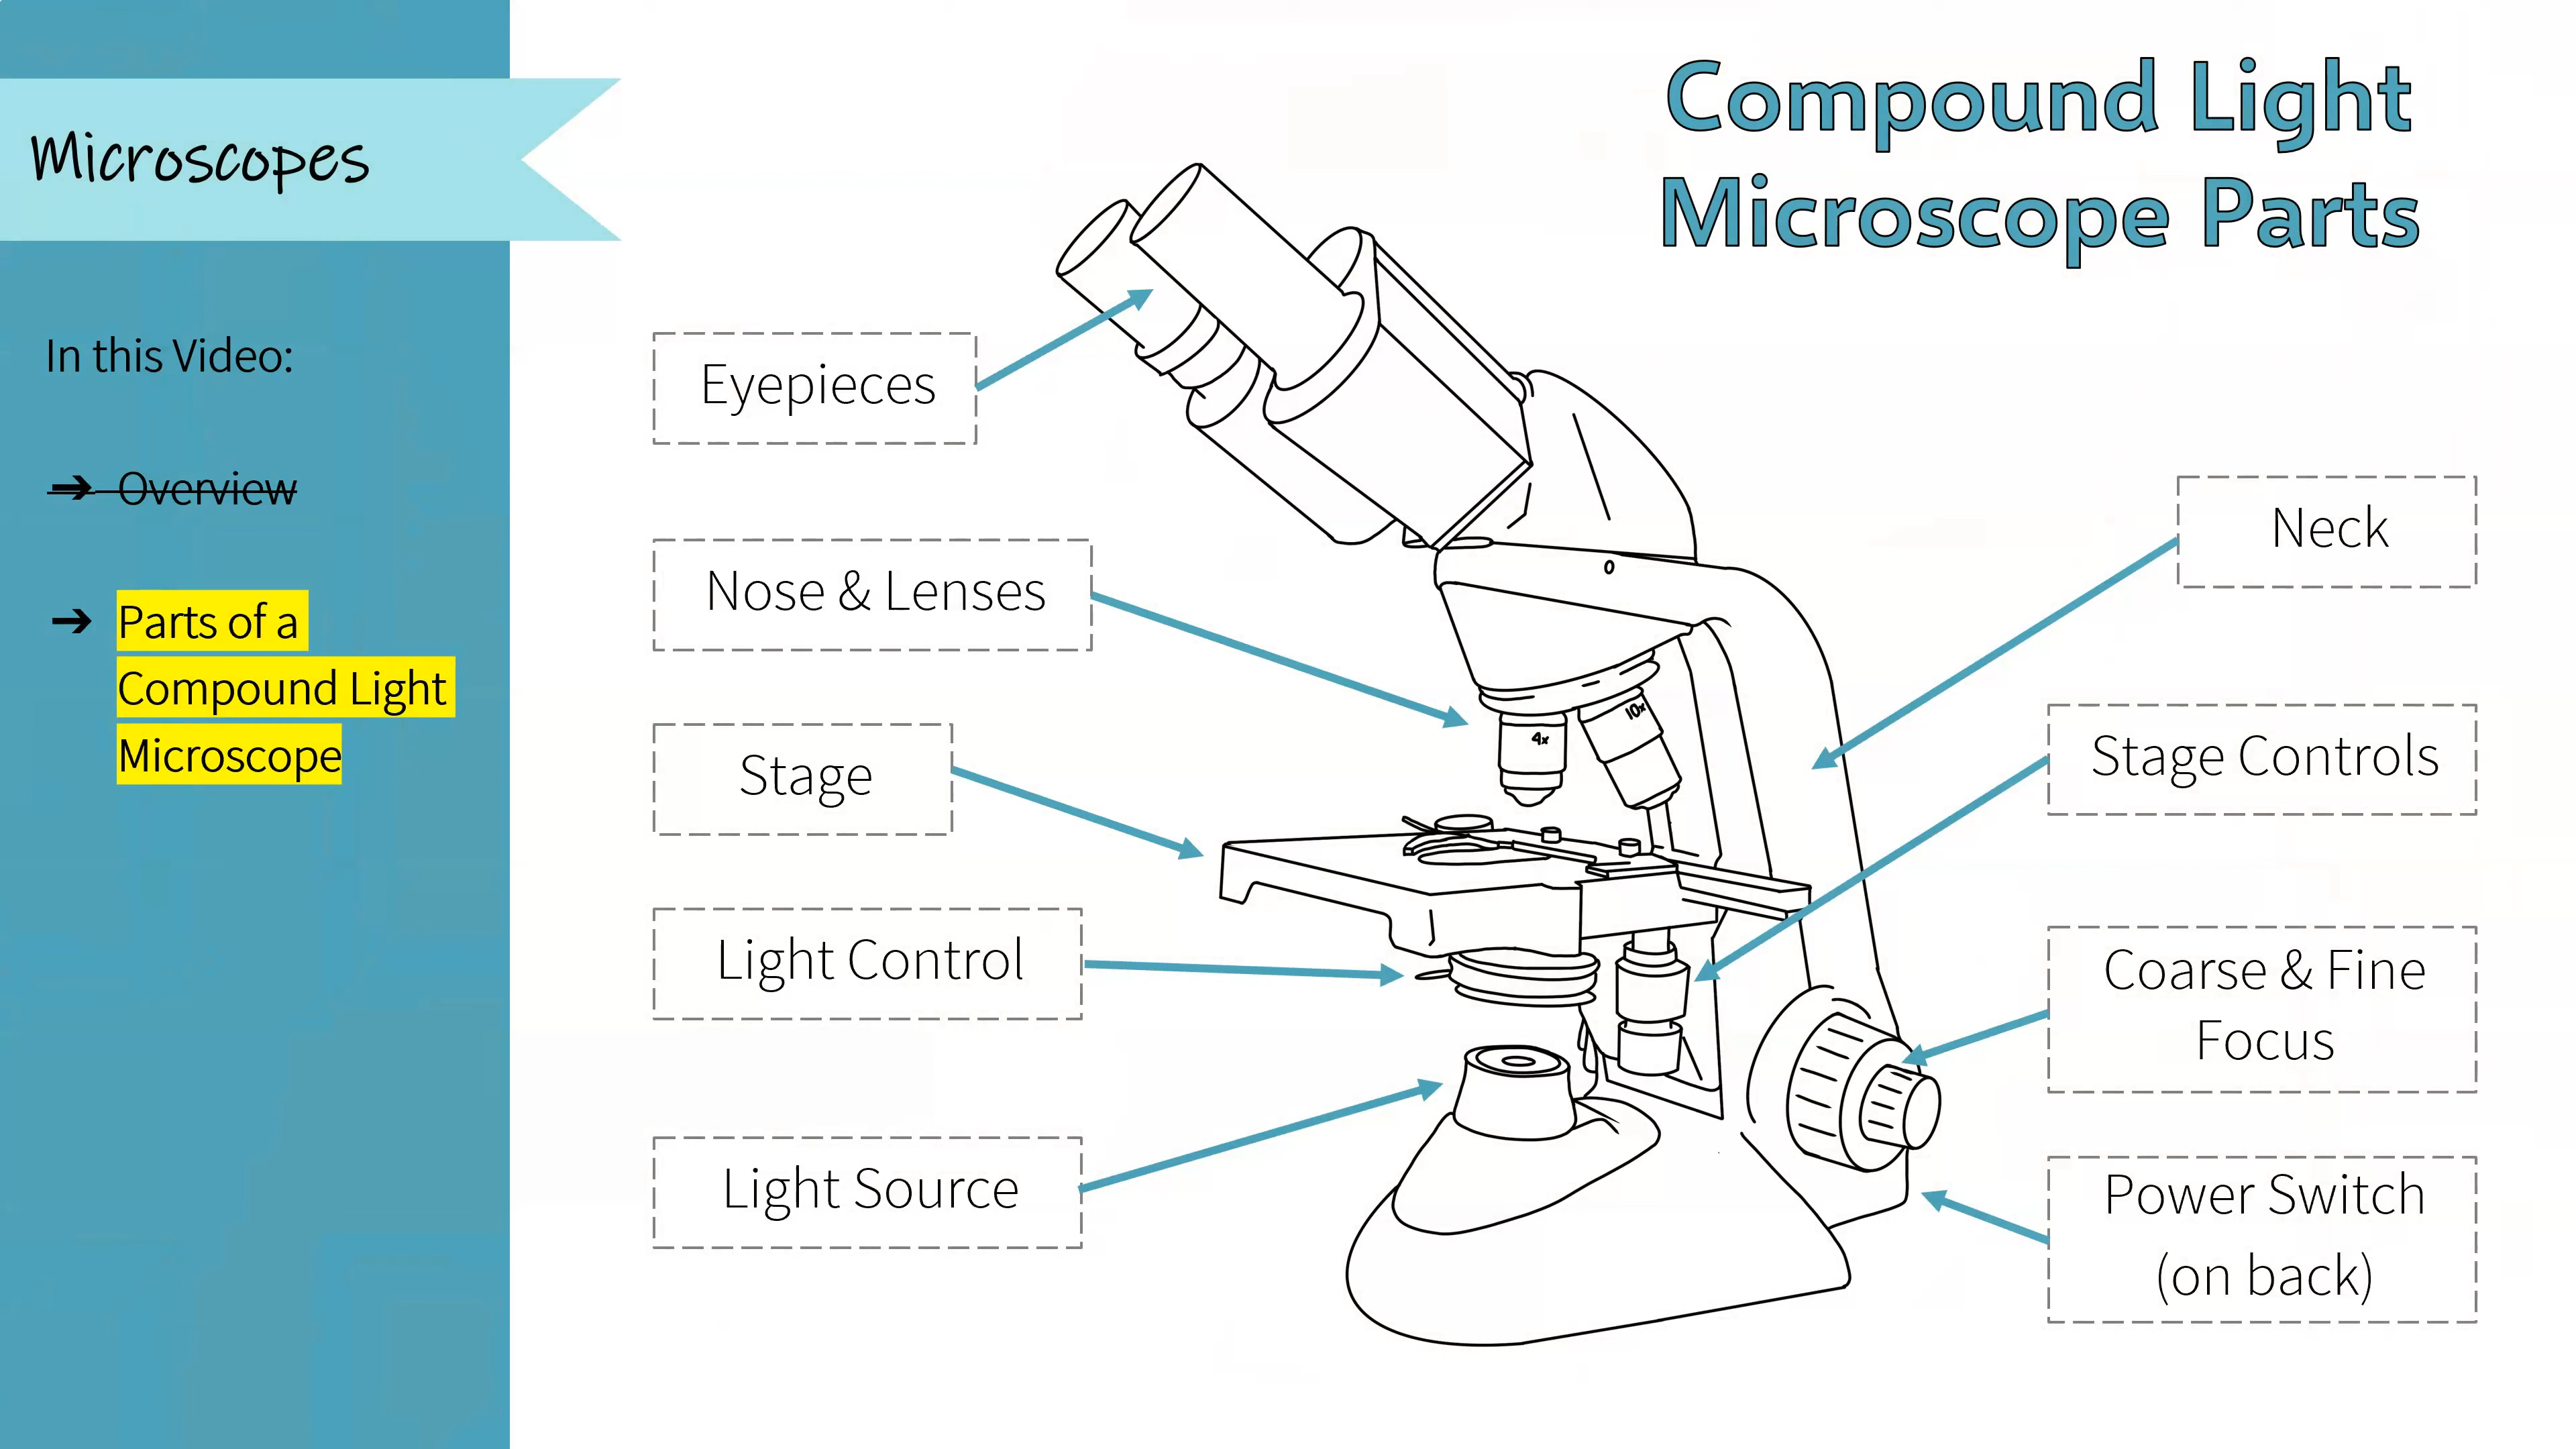 Microscopes
In this Video:
➔ Overview
➔ Parts of a
Compound Light
Microscope
Compound Light
Microscope Parts
Eyepieces
Nose & Lenses
Stage
Light Control
Light Source
Neck
Stage Controls
Coarse & Fine
Focus
Power Switch
(on back)
4x
10x